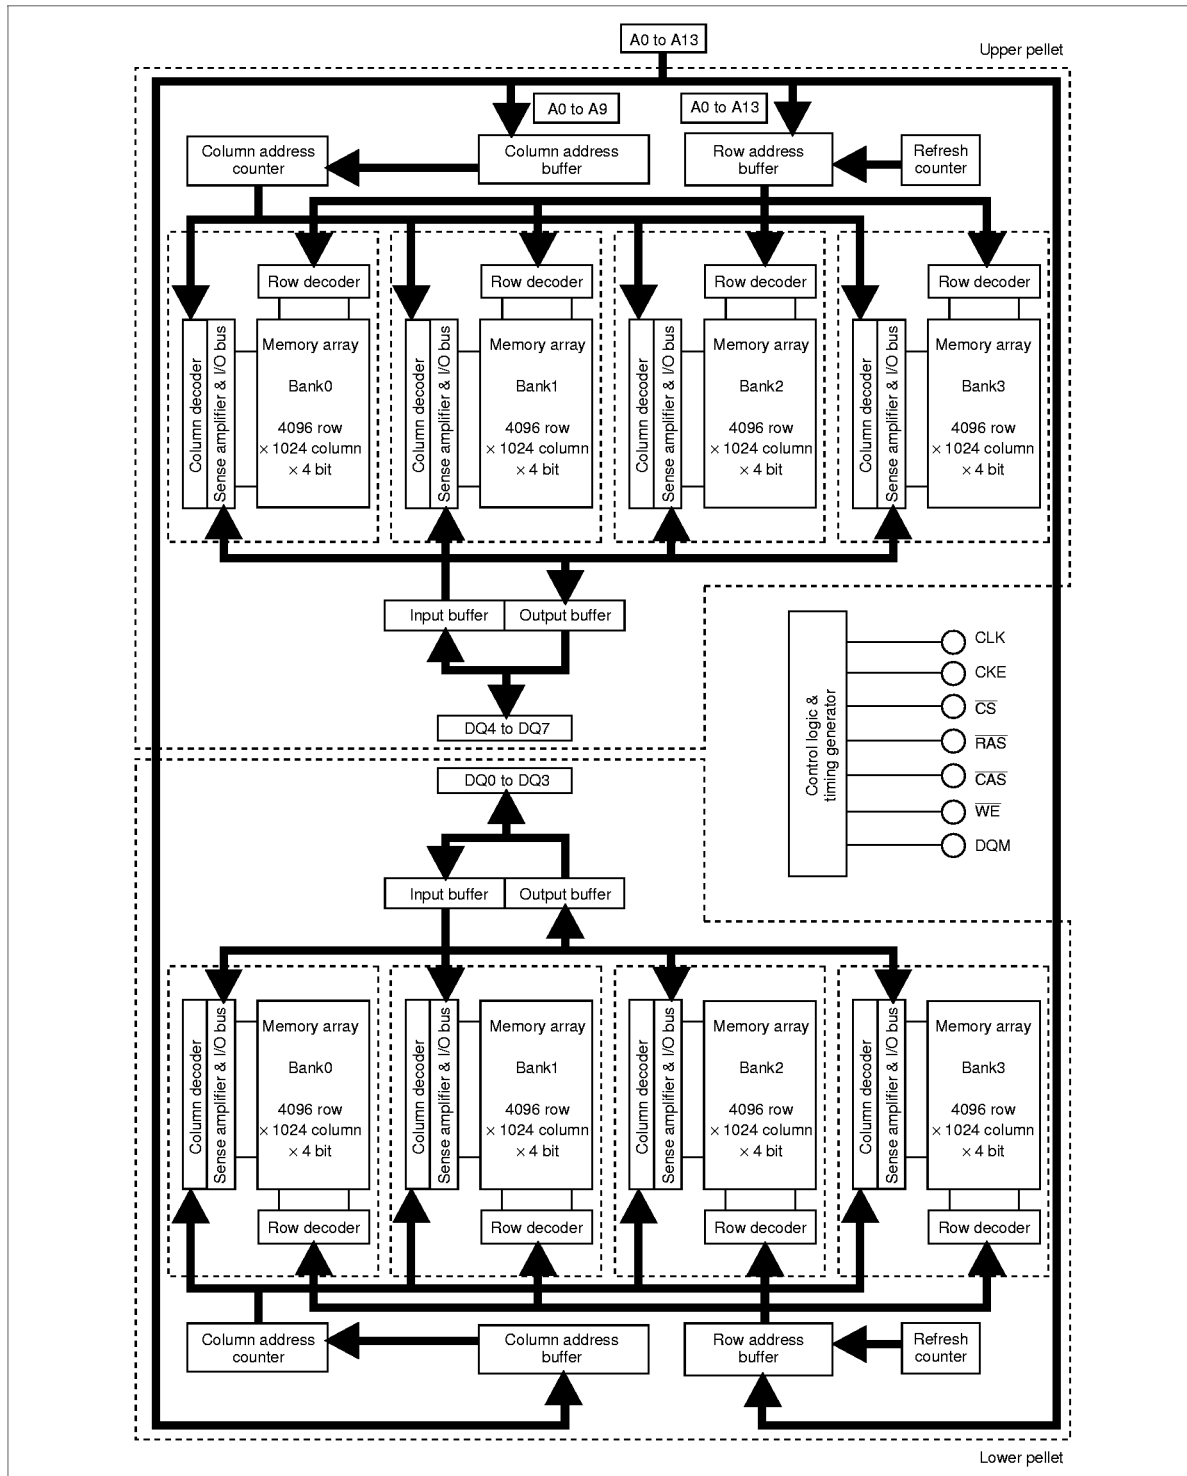 A0 to A13
Upper pellet
A0 to A9
A0 to A13
Column address
counter
Column address
buffer
Row address
buffer
Refresh
counter
Row decoder
Row decoder
Row decoder
Row decoder
Column decoder
Sense amplifier & I/O bus
Memory array
Bank0
4096 row
× 1024 column
× 4 bit
Column decoder
Sense amplifier & I/O bus
Memory array
Bank1
4096 row
× 1024 column
× 4 bit
Column decoder
Sense amplifier & I/O bus
Memory array
Bank2
4096 row
× 1024 column
× 4 bit
Column decoder
Sense amplifier & I/O bus
Memory array
Bank3
4096 row
× 1024 column
× 4 bit
Input buffer
Output buffer
DQ4 to DQ7
Control logic &
timing generator
CLK
CKE
C̅S̅
R̅A̅S̅
C̅A̅S̅
W̅E̅
DQM
DQ0 to DQ3
Input buffer
Output buffer
Column decoder
Sense amplifier & I/O bus
Memory array
Bank0
4096 row
× 1024 column
× 4 bit
Column decoder
Sense amplifier & I/O bus
Memory array
Bank1
4096 row
× 1024 column
× 4 bit
Column decoder
Sense amplifier & I/O bus
Memory array
Bank2
4096 row
× 1024 column
× 4 bit
Column decoder
Sense amplifier & I/O bus
Memory array
Bank3
4096 row
× 1024 column
× 4 bit
Row decoder
Row decoder
Row decoder
Row decoder
Column address
counter
Column address
buffer
Row address
buffer
Refresh
counter
Lower pellet